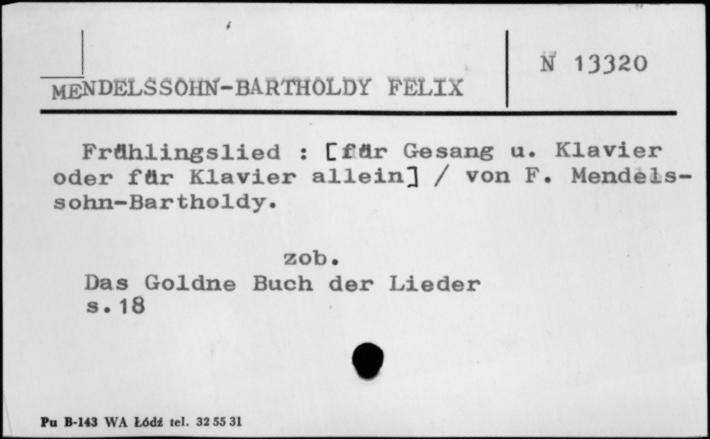 N 13320
MENDELSSOHN-BARTHOLDY FELIX
Frühlingslied : [für Gesang u. Klavier
oder für Klavier allein] / von F. Mendels-
sohn-Bartholdy.
zob.
Das Goldne Buch der Lieder
s.18
Pu B-143 WA Łódź tel. 32 55 31